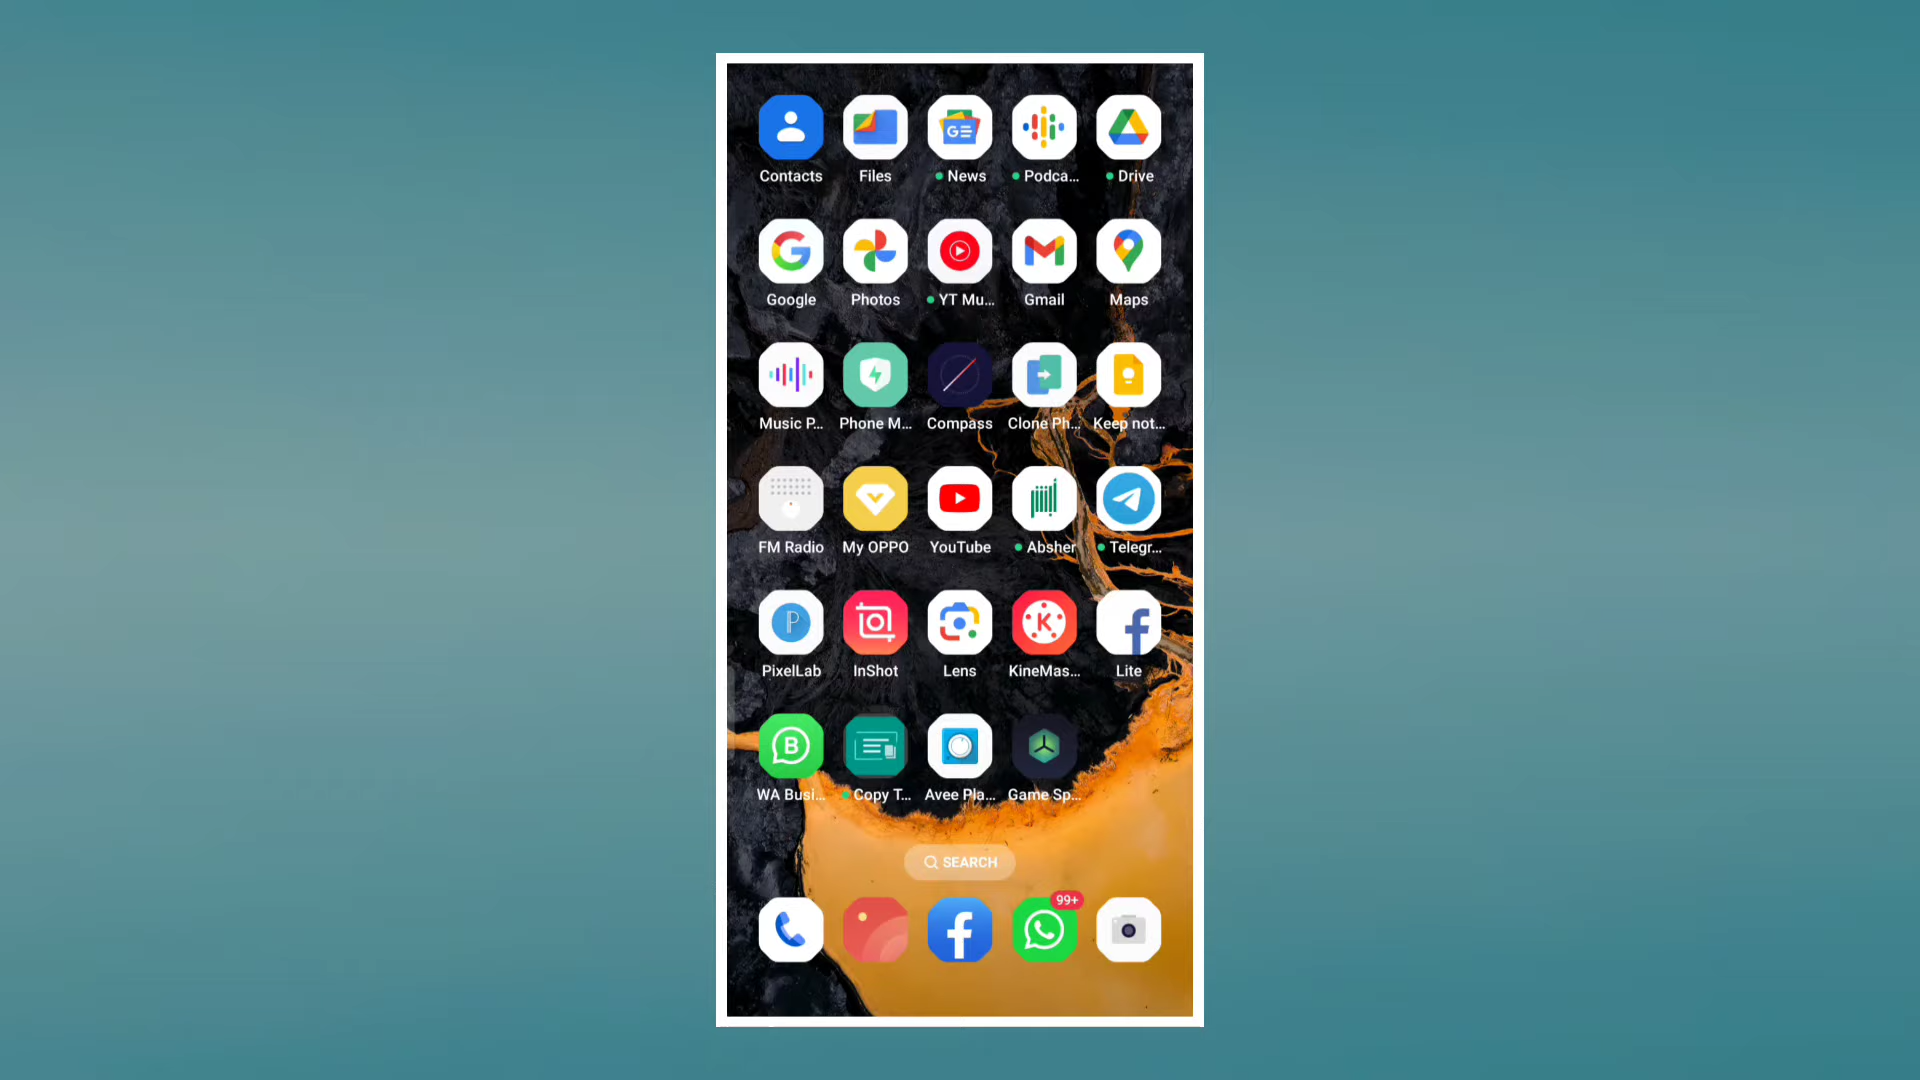 Contacts Files News Podca... Drive
Google Photos YT Mu... Gmail Maps
Music P... Phone M... Compass Clone Ph... Keep not...
FM Radio My OPPO YouTube Absher Telegr...
PixelLab InShot Lens KineMas... Lite
WA Busi... Copy T... Avee Pla... Game Sp...
SEARCH
99+